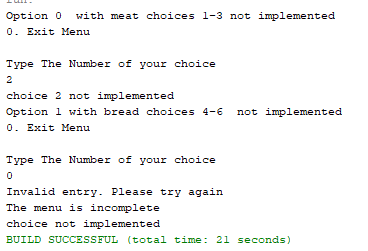 run:
Option 0  with meat choices 1-3 not implemented
0. Exit Menu
Type The Number of your choice
2
choice 2 not implemented
Option 1 with bread choices 4-6  not implemented
0. Exit Menu
Type The Number of your choice
0
Invalid entry. Please try again
The menu is incomplete
choice not implemented
BUILD SUCCESSFUL (total time: 21 seconds)